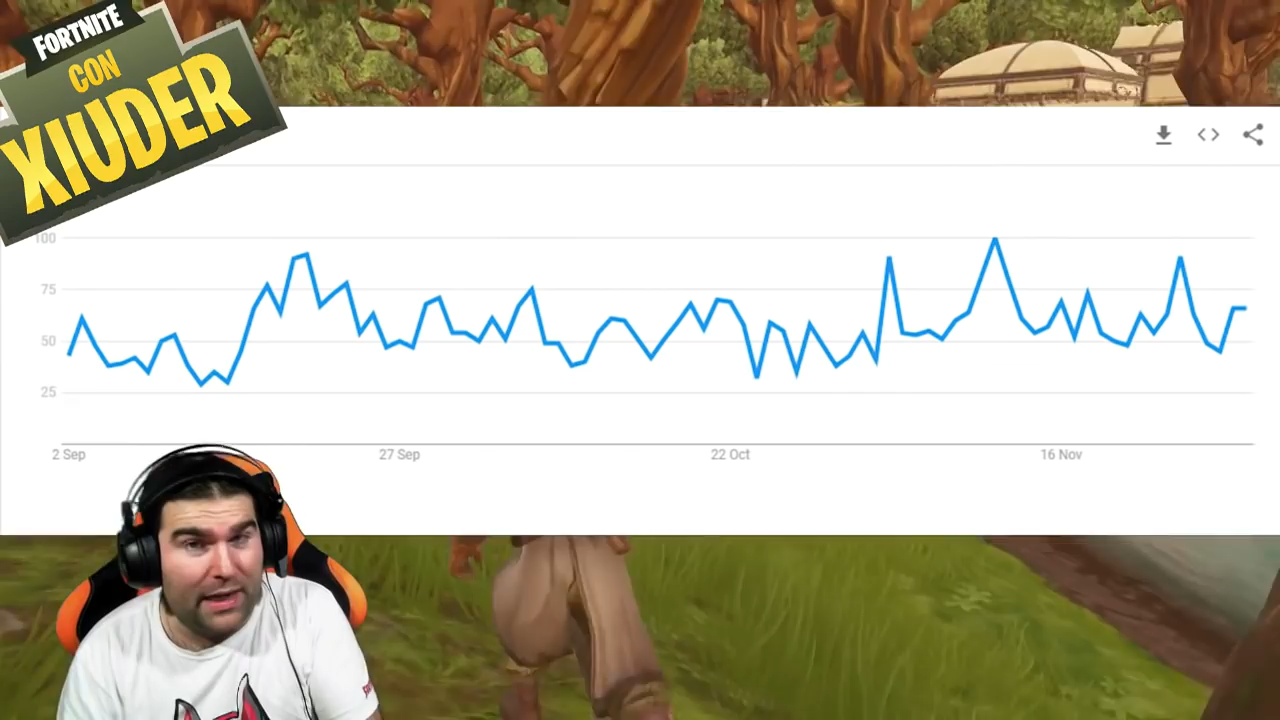 FORTNITE
CON
XIUDER
100
75
50
25
2 Sep
27 Sep
22 Oct
16 Nov